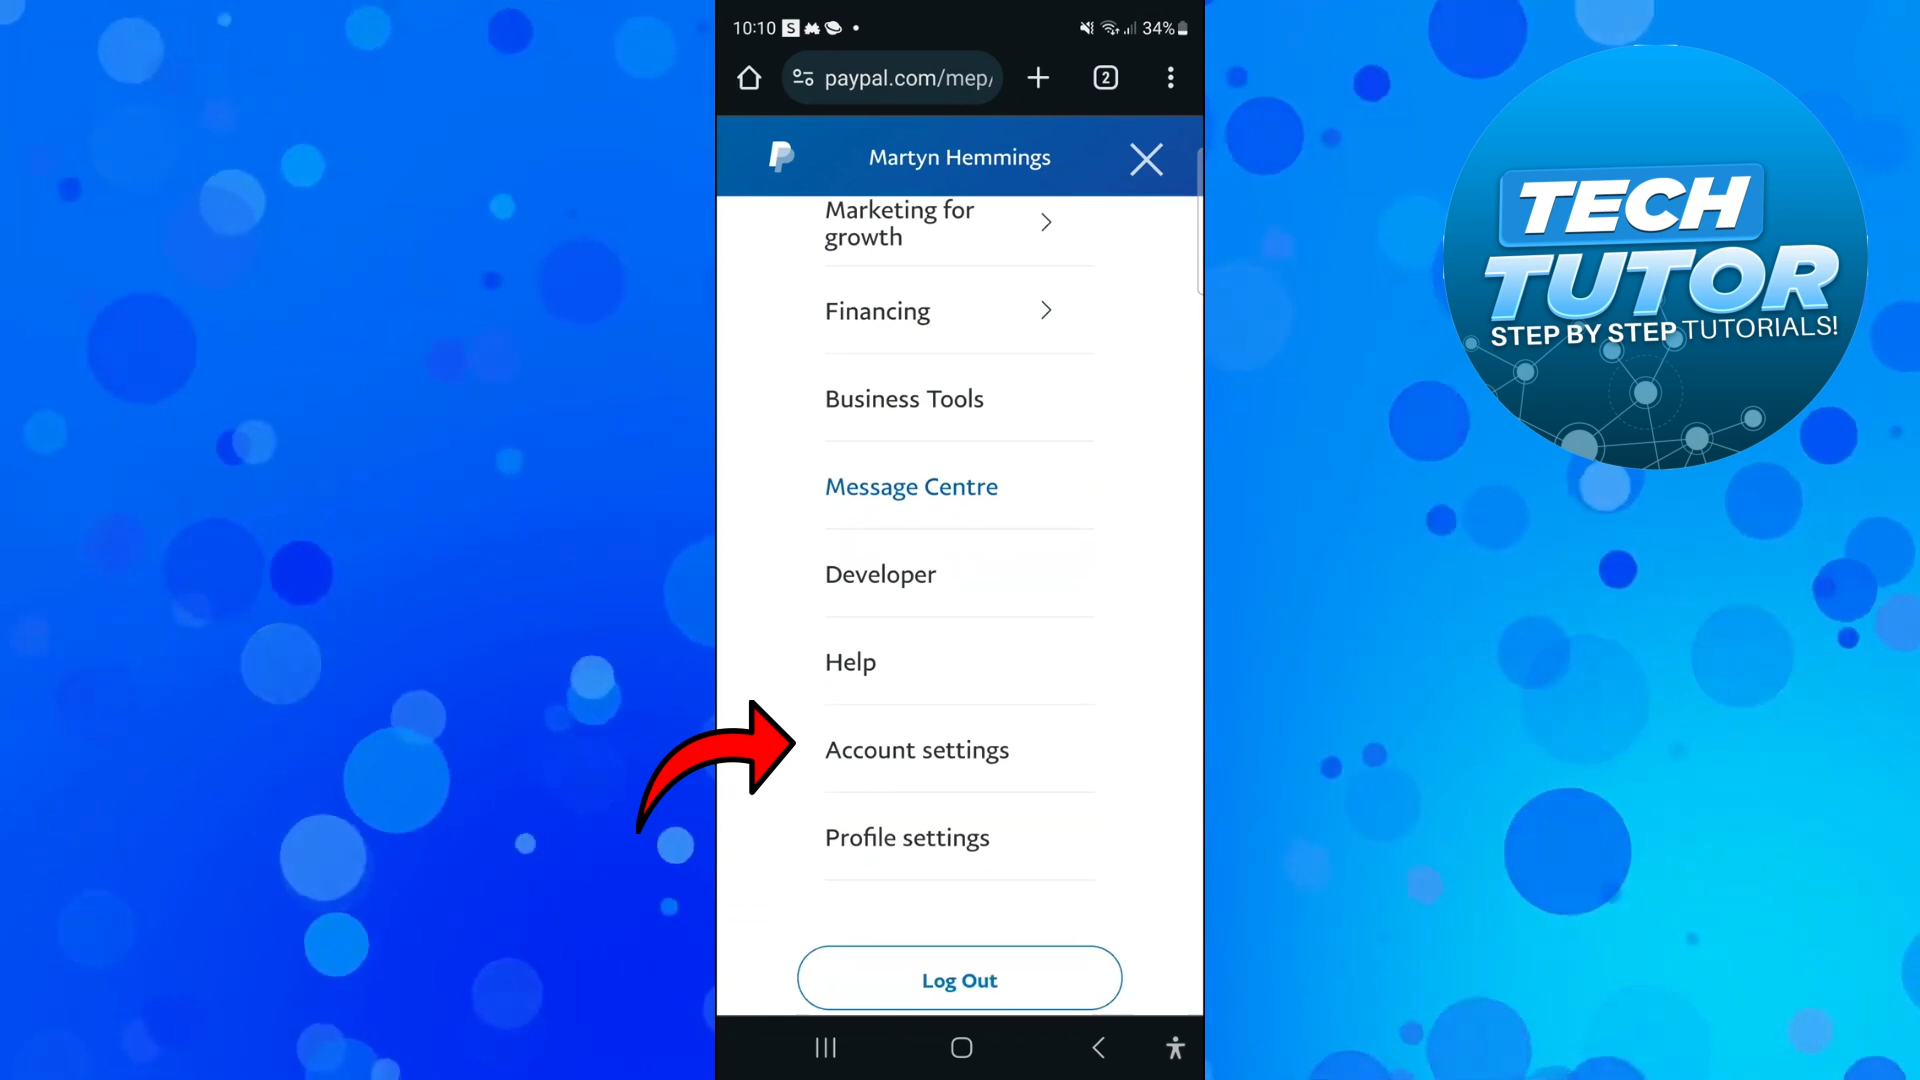 10:10 S 34%
paypal.com/mep/ 2
Martyn Hemmings
Marketing for
growth
Financing
Business Tools
Message Centre
Developer
Help
Account settings
Profile settings
Log Out
TECH
TUTOR
STEP BY STEP TUTORIALS!